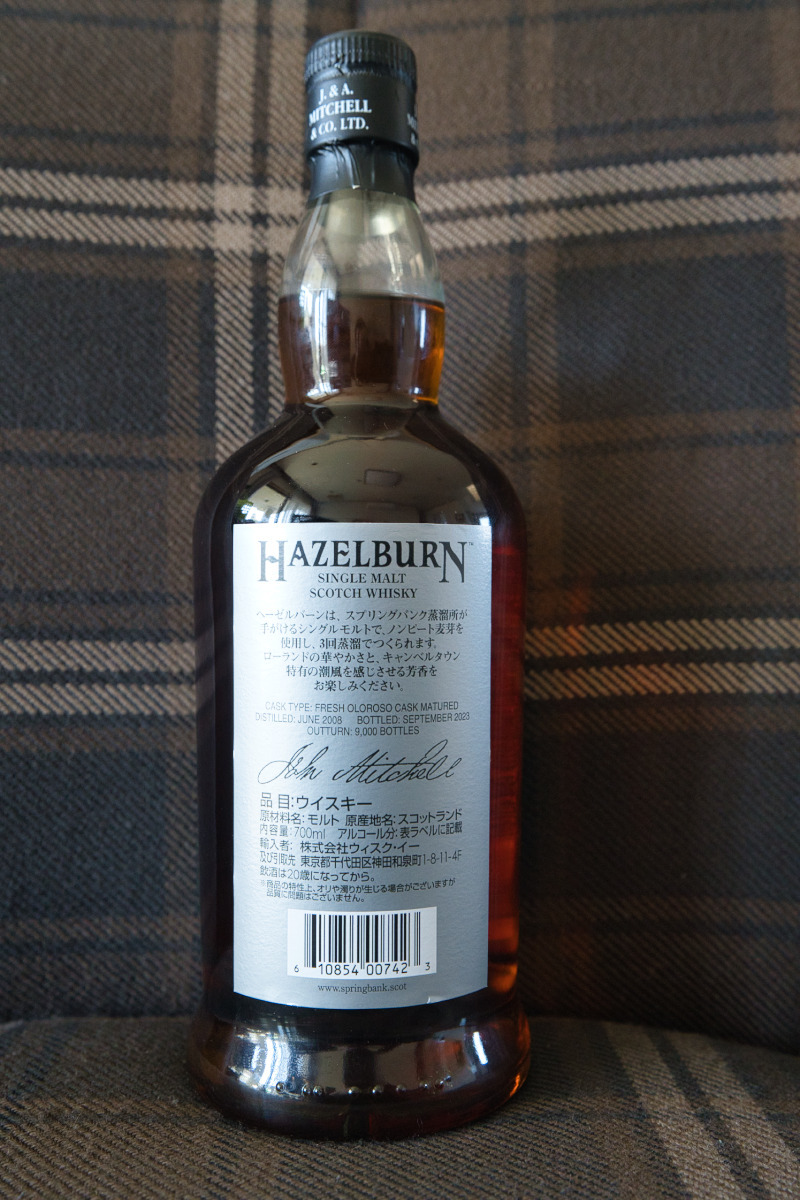 J. & A.
MITCHELL
& CO. LTD.
HAZELBURN™
SINGLE MALT
SCOTCH WHISKY
ヘーゼルバーンは、スプリングバンク蒸溜所が
手がけるシングルモルトで、ノンピート麦芽を
使用し、3回蒸溜でつくられます。
ローランドの華やかさと、キャンベルタウン
特有の潮風を感じさせる芳香を
お楽しみください。
CASK TYPE: FRESH OLOROSO CASK MATURED
DISTILLED: JUNE 2008 BOTTLED: SEPTEMBER 2023
OUTTURN: 9,000 BOTTLES
John Mitchell
品目:ウイスキー
原材料名:モルト 原産地名:スコットランド
内容量:700ml アルコール分:表ラベルに記載
輸入者: 株式会社ウィスク・イー
及び引取先 東京都千代田区神田和泉町1-8-11-4F
飲酒は20歳になってから。
※商品の特性上、オリや濁りが生じる場合がございますが
品質に問題はございません。
6 10854 00742 3
www.springbank.scot